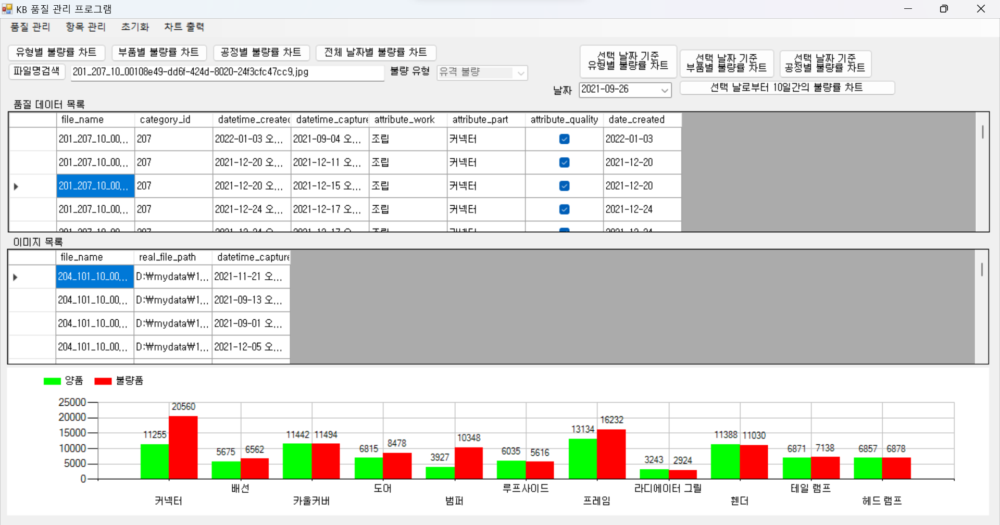 KB 품질 관리 프로그램
품질 관리 항목 관리 초기화 차트 출력
유형별 불량률 차트 부품별 불량률 차트 공정별 불량률 차트 전체 날짜별 불량률 차트
선택 날짜 기준
유형별 불량률 차트
선택 날짜 기준
부품별 불량률 차트
선택 날짜 기준
공정별 불량률 차트
파일명검색 201_207_10_00108e49-dd6f-424d-8020-24f3cfc47cc9.jpg 불량 유형 유격 불량
날짜 2021-09-26 선택 날로부터 10일간의 불량률 차트
품질 데이터 목록
file_name category_id datetime_created datetime_capture attribute_work attribute_part attribute_quality date_created
201_207_10_00... 207 2022-01-03 오... 2021-09-04 오... 조립 커넥터 2022-01-03
201_207_10_00... 207 2021-12-20 오... 2021-12-11 오... 조립 커넥터 2021-12-20
201_207_10_00... 207 2021-12-20 오... 2021-12-15 오... 조립 커넥터 2021-12-20
201_207_10_00... 207 2021-12-24 오... 2021-12-17 오... 조립 커넥터 2021-12-24
이미지 목록
file_name real_file_path datetime_capture
204_101_10_00... D:₩mydata₩1... 2021-11-21 오...
204_101_10_00... D:₩mydata₩1... 2021-09-13 오...
204_101_10_00... D:₩mydata₩1... 2021-09-01 오...
204_101_10_00... D:₩mydata₩1... 2021-12-05 오...
양품 불량품
25000
20000
15000
10000
5000
0
11255 20560
5675 6562
11442 11494
6815 8478
3927 10348
6035 5616
13134 16232
3243 2924
11388 11030
6871 7138
6857 6878
커넥터 배선 카울커버 도어 범퍼 루프사이드 프레임 라디에이터 그릴 휀더 테일 램프 헤드 램프